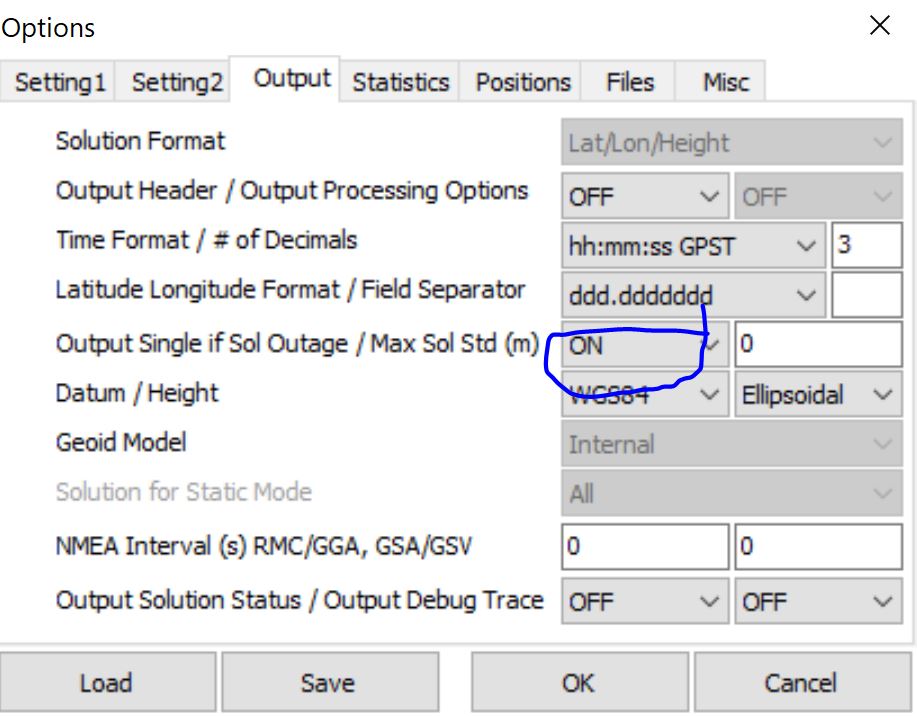 Options
Setting1 Setting2 Output Statistics Positions Files Misc
Solution Format Lat/Lon/Height
Output Header / Output Processing Options OFF OFF
Time Format / # of Decimals hh:mm:ss GPST 3
Latitude Longitude Format / Field Separator ddd.ddddddd
Output Single if Sol Outage / Max Sol Std (m) ON 0
Datum / Height WGS84 Ellipsoidal
Geoid Model Internal
Solution for Static Mode All
NMEA Interval (s) RMC/GGA, GSA/GSV 0 0
Output Solution Status / Output Debug Trace OFF OFF
Load Save OK Cancel